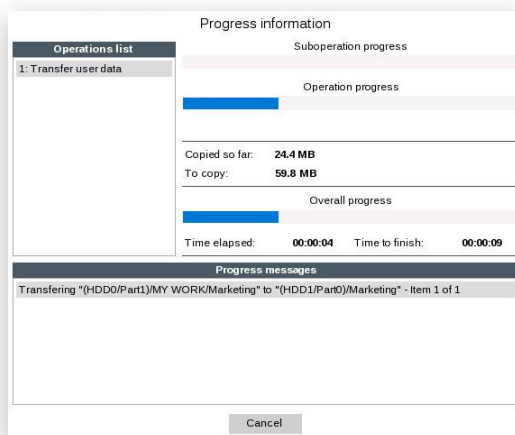 Progress information
Operations list
1: Transfer user data
Suboperation progress
Operation progress
Copied so far: 24.4 MB
To copy: 59.8 MB
Overall progress
Time elapsed: 00:00:04 Time to finish: 00:00:09
Progress messages
Transfering "(HDD0/Part1)/MY WORK/Marketing" to "(HDD1/Part0)/Marketing" - Item 1 of 1
Cancel